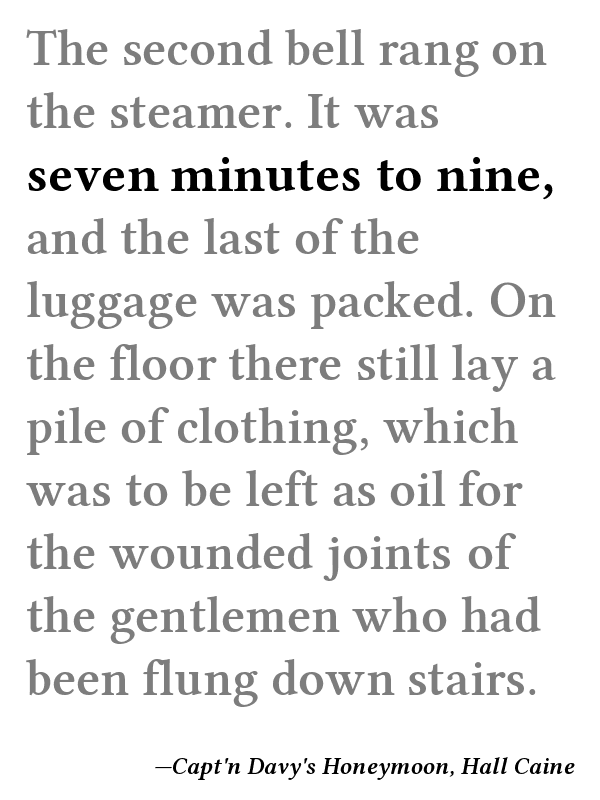 The second bell rang on
the steamer. It was
seven minutes to nine,
and the last of the
luggage was packed. On
the floor there still lay a
pile of clothing, which
was to be left as oil for
the wounded joints of
the gentlemen who had
been flung down stairs.
—Capt'n Davy's Honeymoon, Hall Caine